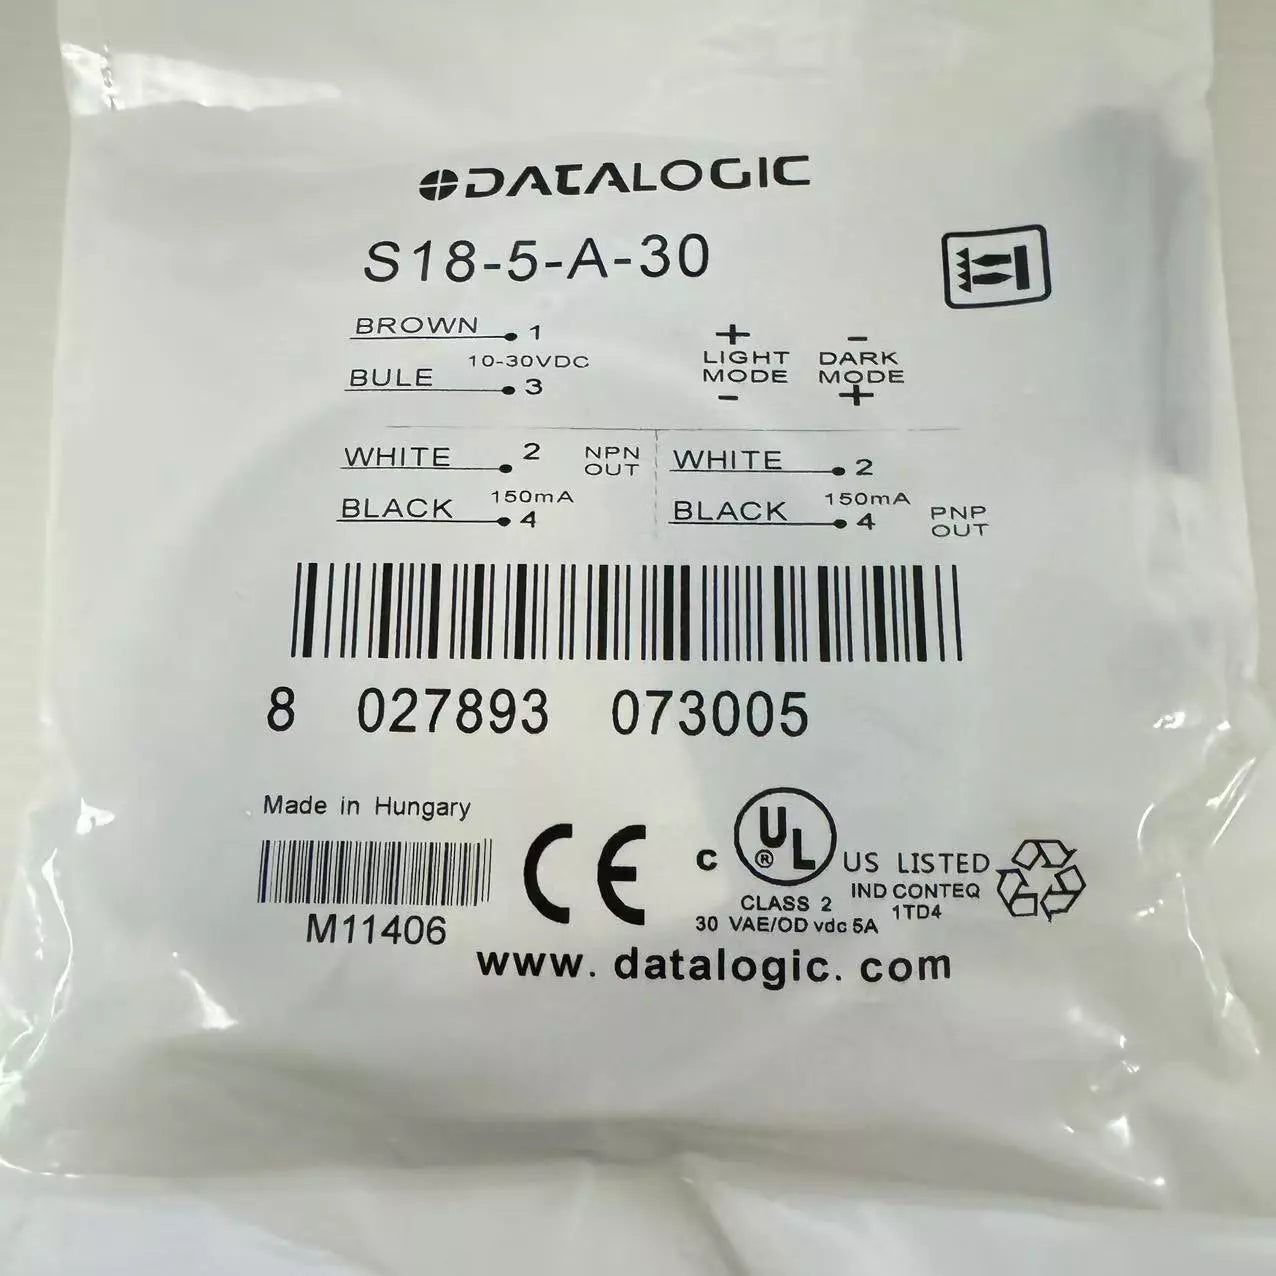 DATALOGIC
S18-5-A-30
BROWN 1
10-30VDC
BULE 3
+ -
LIGHT DARK
MODE MODE
- +
WHITE 2 NPN OUT
BLACK 150mA 4
WHITE 2
BLACK 150mA 4 PNP OUT
8 027893 073005
Made in Hungary
M11406
CE
C UL ® US LISTED
CLASS 2 IND CONTEQ
30 VAE/OD vdc 5A 1TD4
www.datalogic.com